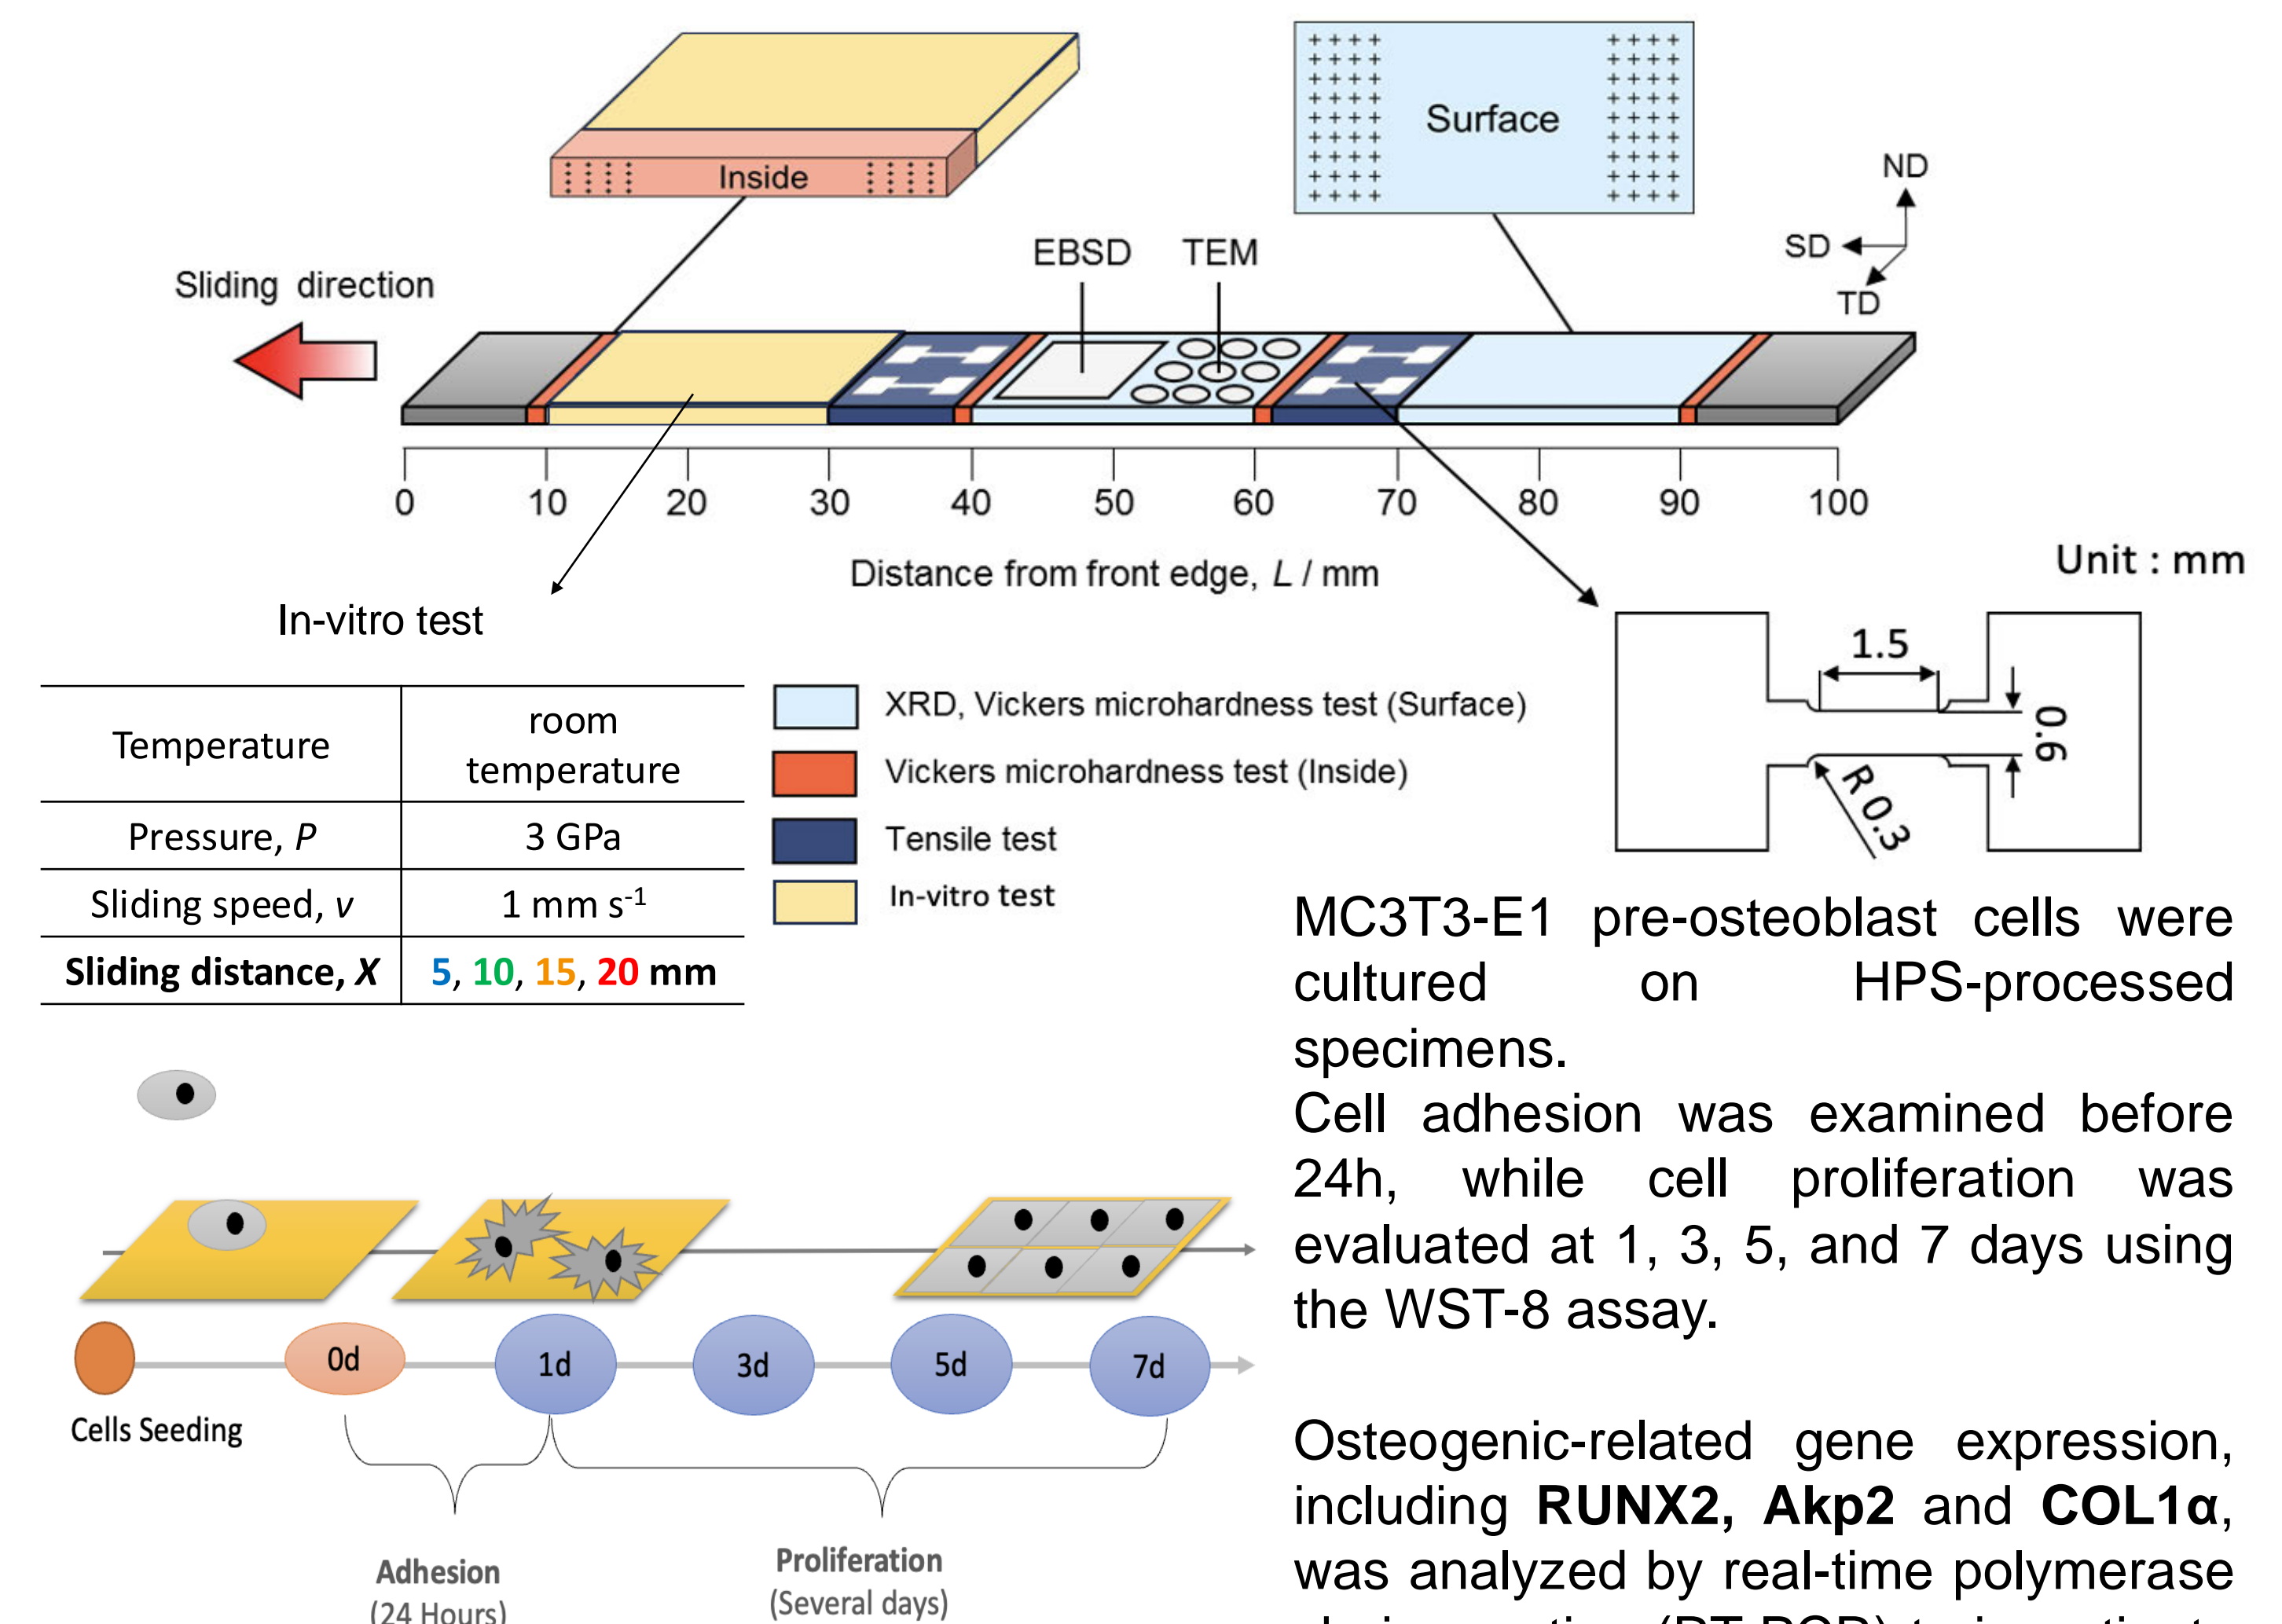 Inside
Surface
ND
SD
TD
EBSD TEM
Sliding direction
0 10 20 30 40 50 60 70 80 90 100
Distance from front edge, L / mm
Unit : mm
In-vitro test
1.5
0.6
R 0.3
Temperature
room
temperature
Pressure, P
3 GPa
Sliding speed, v
1 mm s⁻¹
Sliding distance, X
5, 10, 15, 20 mm
XRD, Vickers microhardness test (Surface)
Vickers microhardness test (Inside)
Tensile test
In-vitro test
MC3T3-E1 pre-osteoblast cells were
cultured on HPS-processed
specimens.
Cell adhesion was examined before
24h, while cell proliferation was
evaluated at 1, 3, 5, and 7 days using
the WST-8 assay.
Osteogenic-related gene expression,
including RUNX2, Akp2 and COL1α,
was analyzed by real-time polymerase
0d 1d 3d 5d 7d
Cells Seeding
Adhesion
(24 Hours)
Proliferation
(Several days)